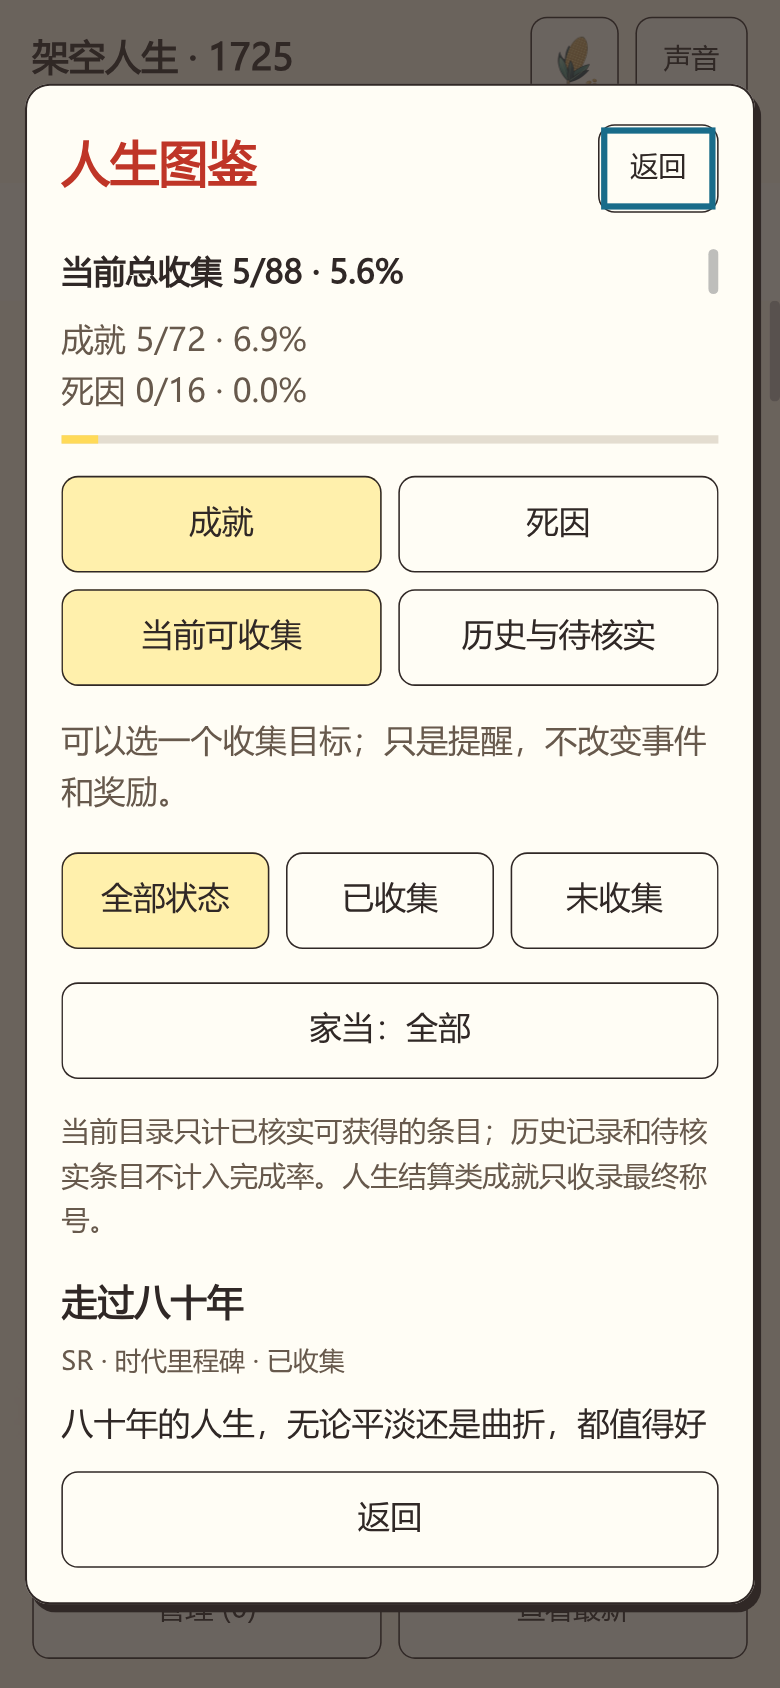 架空人生 · 1725
声音
人生图鉴
返回
当前总收集 5/88 · 5.6%
成就 5/72 · 6.9%
死因 0/16 · 0.0%
成就
死因
当前可收集
历史与待核实
可以选一个收集目标；只是提醒，不改变事件
和奖励。
全部状态
已收集
未收集
家当：全部
当前目录只计已核实可获得的条目；历史记录和待核
实条目不计入完成率。人生结算类成就只收录最终称
号。
走过八十年
SR · 时代里程碑 · 已收集
八十年的人生，无论平淡还是曲折，都值得好
返回
管理 (0)
查看最新